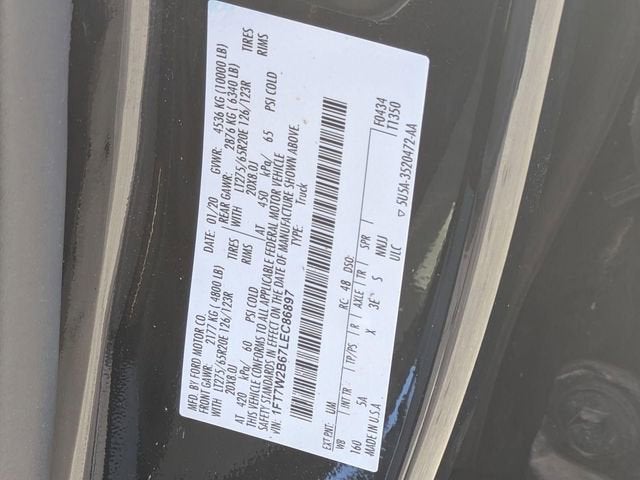 MFD. BY FORD MOTOR CO.
DATE: 01/20 GVWR: 4536 KG (10000 LB)
FRONT GAWR: 2177 KG ( 4800 LB) REAR GAWR: 2876 KG ( 6340 LB)
WITH LT275/65R20E 126/123R TIRES WITH LT275/65R20E 126/123R TIRES
20X8.0J RIMS 20X8.0J RIMS
AT 420 kPa/ 60 PSI COLD AT 450 kPa/ 65 PSI COLD
THIS VEHICLE CONFORMS TO ALL APPLICABLE FEDERAL MOTOR VEHICLE
SAFETY STANDARDS IN EFFECT ON THE DATE OF MANUFACTURE SHOWN ABOVE.
VIN: 1FT7W2B67LEC86897 TYPE: Truck
F0434
T1350
EXT PNT: UM RC: 48 DSO:
WB INT TR TP/PS R AXLE TR SPR
160 5A X 3E S NNJJ
MADE IN U.S.A. ULC
5U5A-3520472-AA